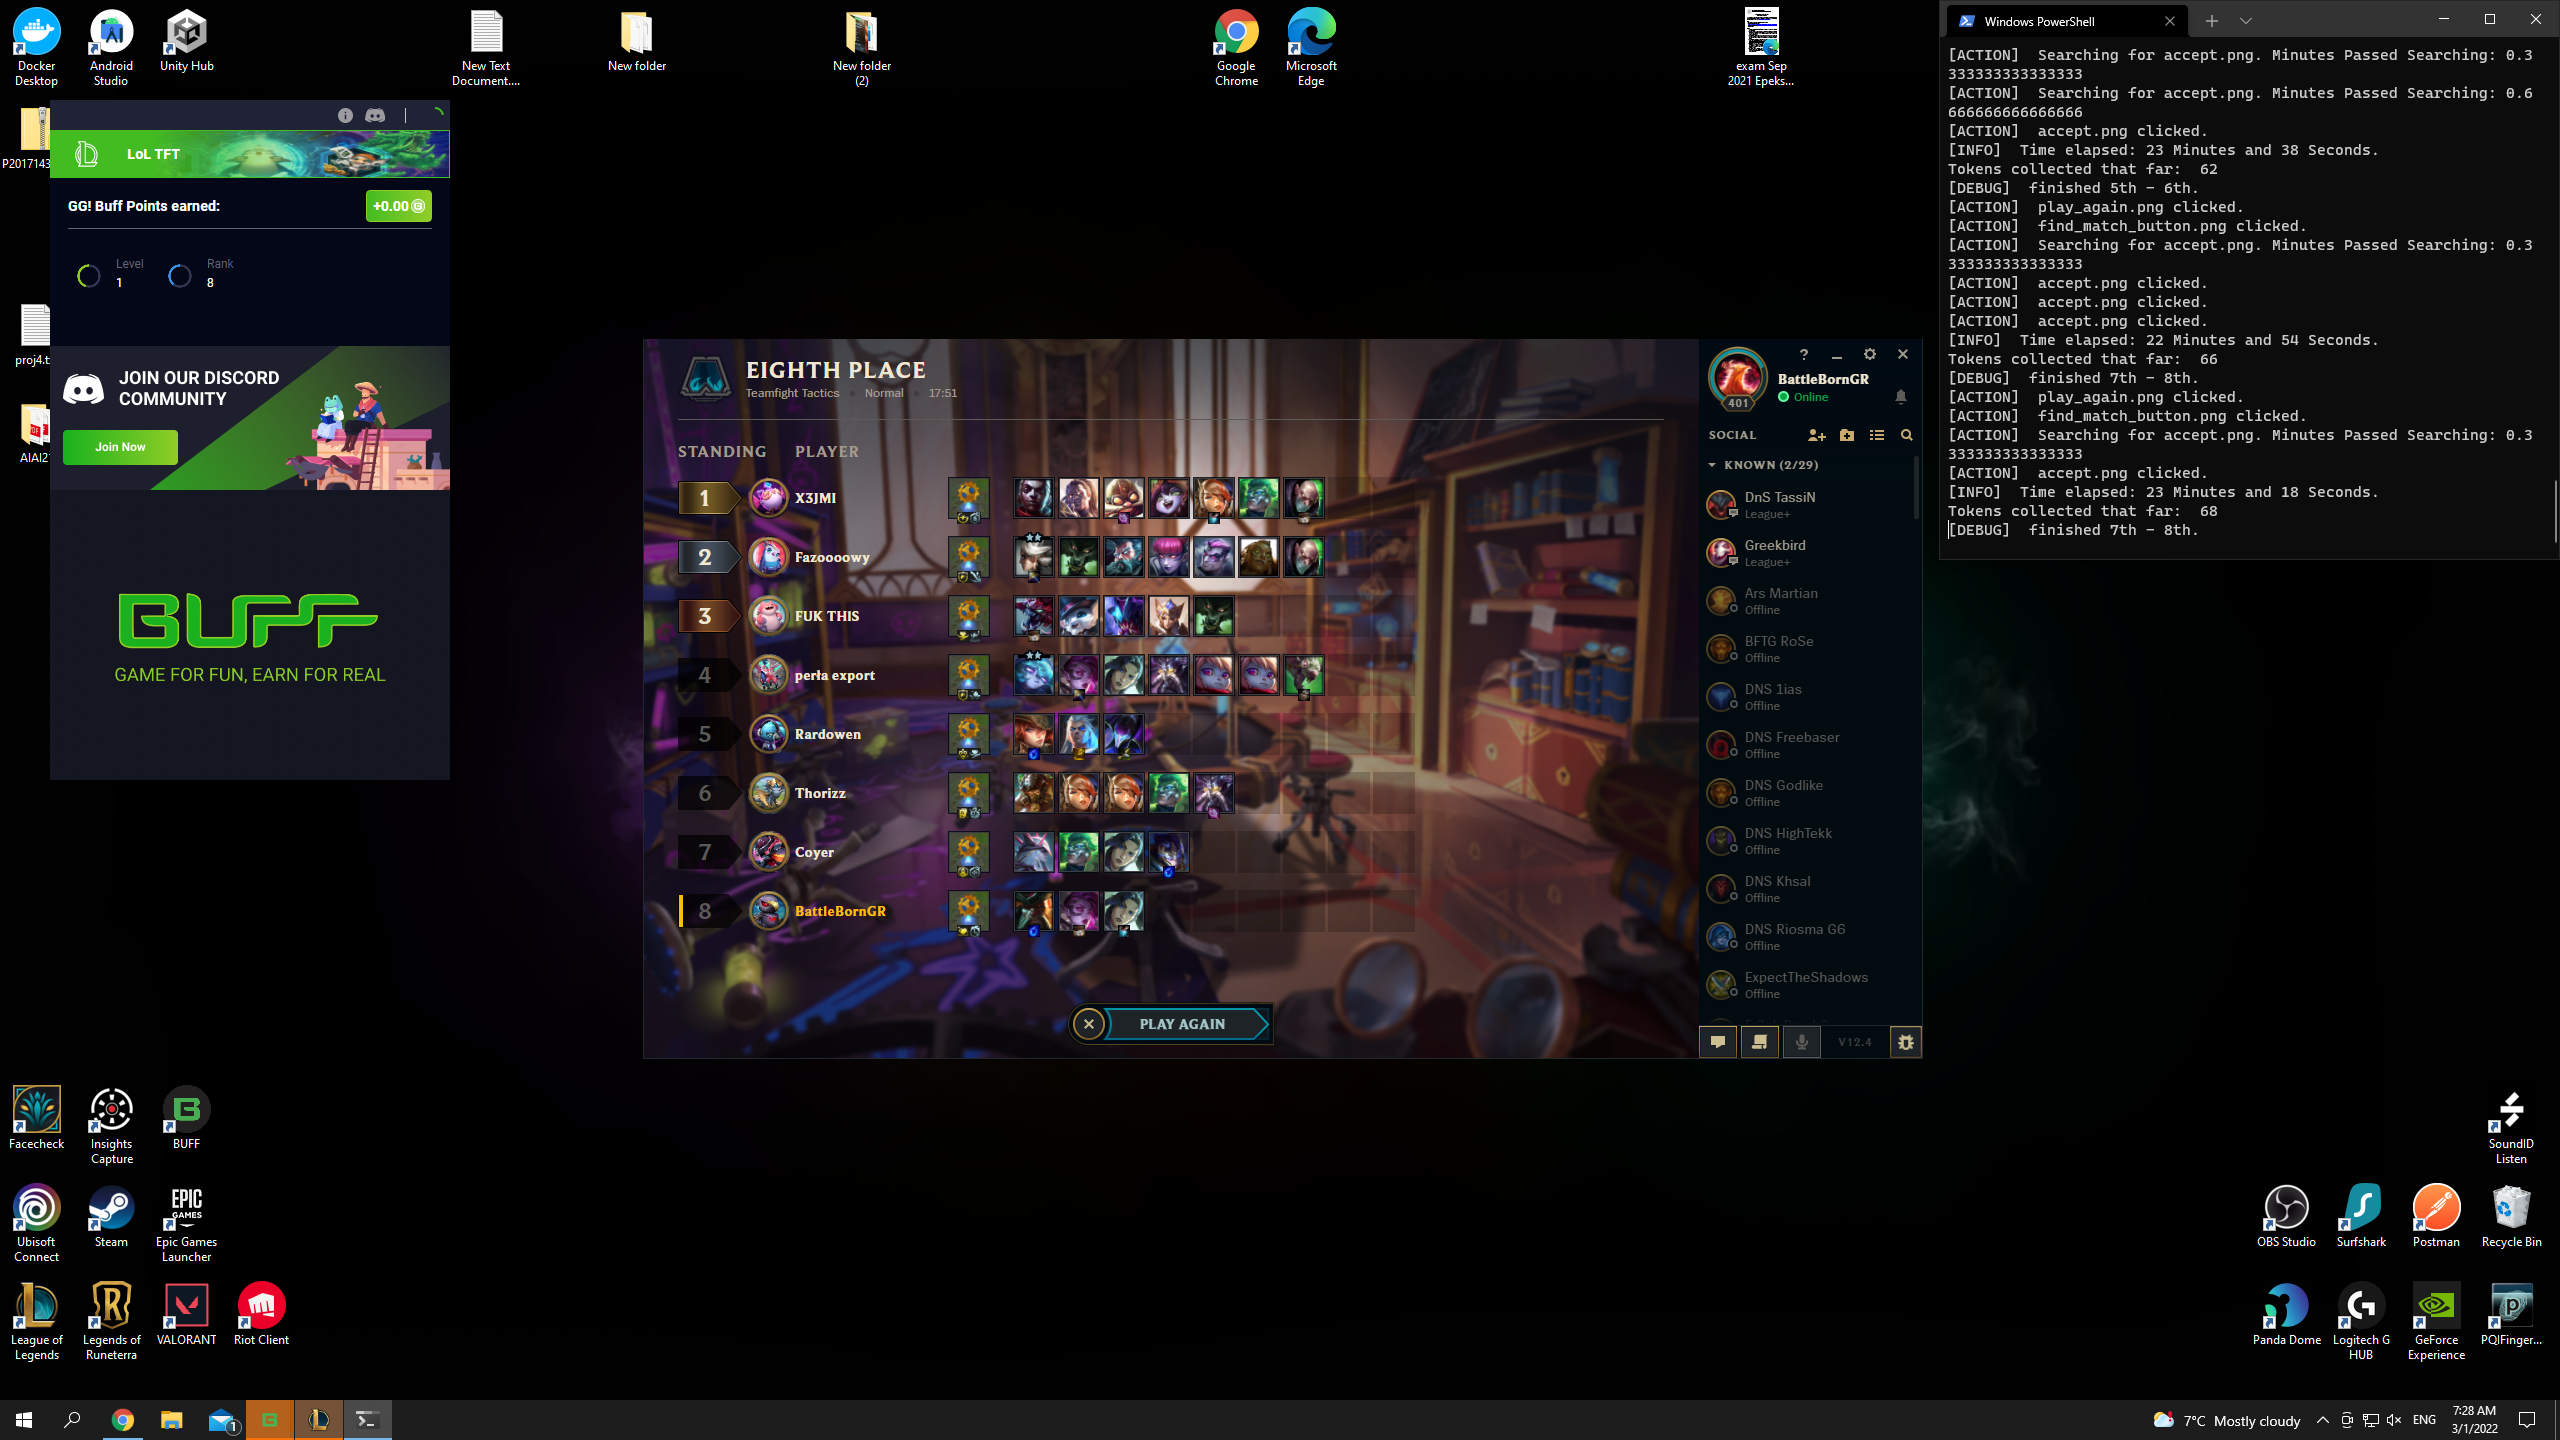 Docker
Desktop
Android
Studio
Unity Hub
New Text
Document....
New folder
New folder
(2)
Google
Chrome
Microsoft
Edge
exam Sep
2021 Epeks...
P2017143
proj4.t
AIAI2
LoL TFT
GG! Buff Points earned:
+0.00
Level
1
Rank
8
JOIN OUR DISCORD
COMMUNITY
Join Now
BUFF
GAME FOR FUN, EARN FOR REAL
EIGHTH PLACE
Teamfight Tactics • Normal • 17:51
STANDING PLAYER
1 X3JMI
2 Fazoooowy
3 FUK THIS
4 perla export
5 Rardowen
6 Thorizz
7 Coyer
8 BattleBornGR
PLAY AGAIN
401
BattleBornGR
Online
SOCIAL
KNOWN (2/29)
DnS TassiN
League+
Greekbird
League+
Ars Martian
Offline
BFTG RoSe
Offline
DNS 1ias
Offline
DNS Freebaser
Offline
DNS Godlike
Offline
DNS HighTekk
Offline
DNS Khsal
Offline
DNS Riosma G6
Offline
ExpectTheShadows
Offline
V12.4
Windows PowerShell
[ACTION]  Searching for accept.png. Minutes Passed Searching: 0.3
333333333333333
[ACTION]  Searching for accept.png. Minutes Passed Searching: 0.6
666666666666666
[ACTION]  accept.png clicked.
[INFO]  Time elapsed: 23 Minutes and 38 Seconds.
Tokens collected that far:  62
[DEBUG]  finished 5th - 6th.
[ACTION]  play_again.png clicked.
[ACTION]  find_match_button.png clicked.
[ACTION]  Searching for accept.png. Minutes Passed Searching: 0.3
333333333333333
[ACTION]  accept.png clicked.
[ACTION]  accept.png clicked.
[ACTION]  accept.png clicked.
[INFO]  Time elapsed: 22 Minutes and 54 Seconds.
Tokens collected that far:  66
[DEBUG]  finished 7th - 8th.
[ACTION]  play_again.png clicked.
[ACTION]  find_match_button.png clicked.
[ACTION]  Searching for accept.png. Minutes Passed Searching: 0.3
333333333333333
[ACTION]  accept.png clicked.
[INFO]  Time elapsed: 23 Minutes and 18 Seconds.
Tokens collected that far:  68
[DEBUG]  finished 7th - 8th.
Facecheck
Insights
Capture
BUFF
Ubisoft
Connect
Steam
EPIC
GAMES
Epic Games
Launcher
League of
Legends
Legends of
Runeterra
VALORANT
Riot Client
SoundID
Listen
OBS Studio
Surfshark
Postman
Recycle Bin
Panda Dome
Logitech G
HUB
GeForce
Experience
PQIFinger...
1
7°C Mostly cloudy
ENG
7:28 AM
3/1/2022